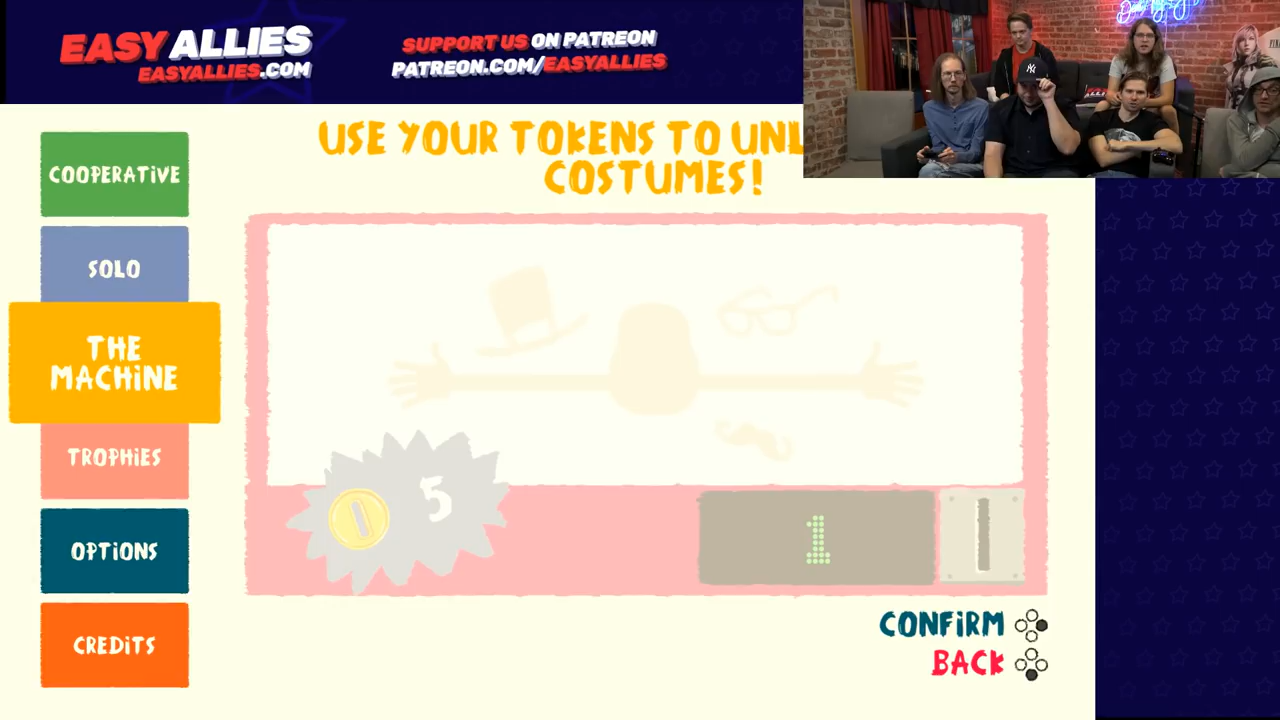 EASY ALLIES
EASYALLIES.COM
SUPPORT US ON PATREON
PATREON.COM/EASYALLIES
USE YOUR TOKENS TO
COSTUMES!
COOPERATiVE
SOLO
THE
MACHiNE
TROPHiES
OPTiONS
CREDiTS
5
1
CONFiRM
BACK